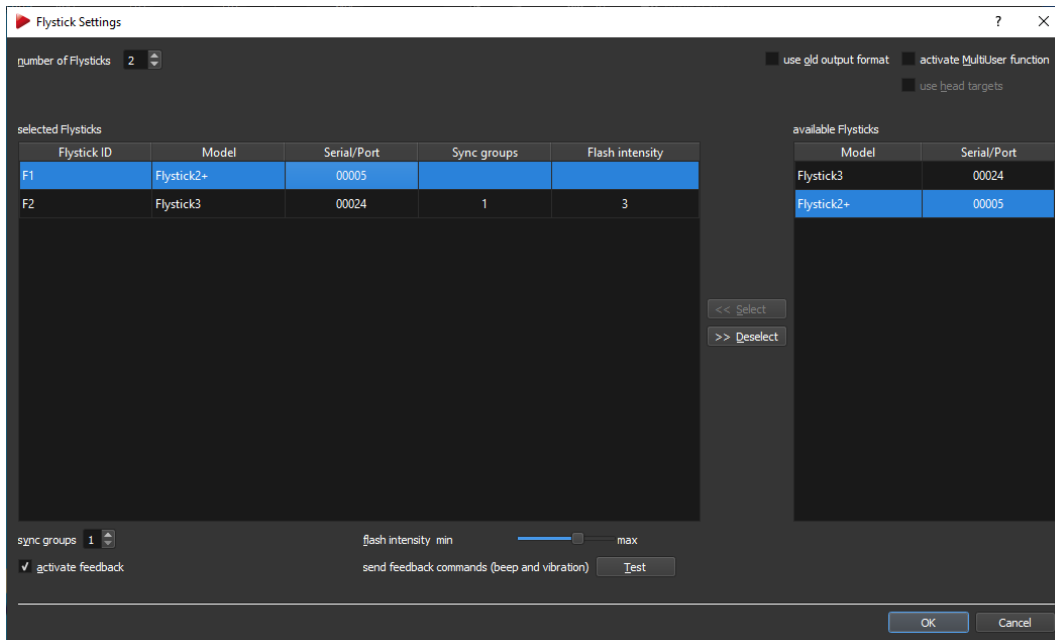 Flystick Settings
?
number of Flysticks 2
use old output format
activate MultiUser function
use head targets
selected Flysticks
available Flysticks
Flystick ID Model Serial/Port Sync groups Flash intensity
Model Serial/Port
F1 Flystick2+ 00005
Flystick3 00024
F2 Flystick3 00024 1 3
Flystick2+ 00005
<< Select
>> Deselect
sync groups 1
flash intensity min max
activate feedback
send feedback commands (beep and vibration) Test
OK Cancel